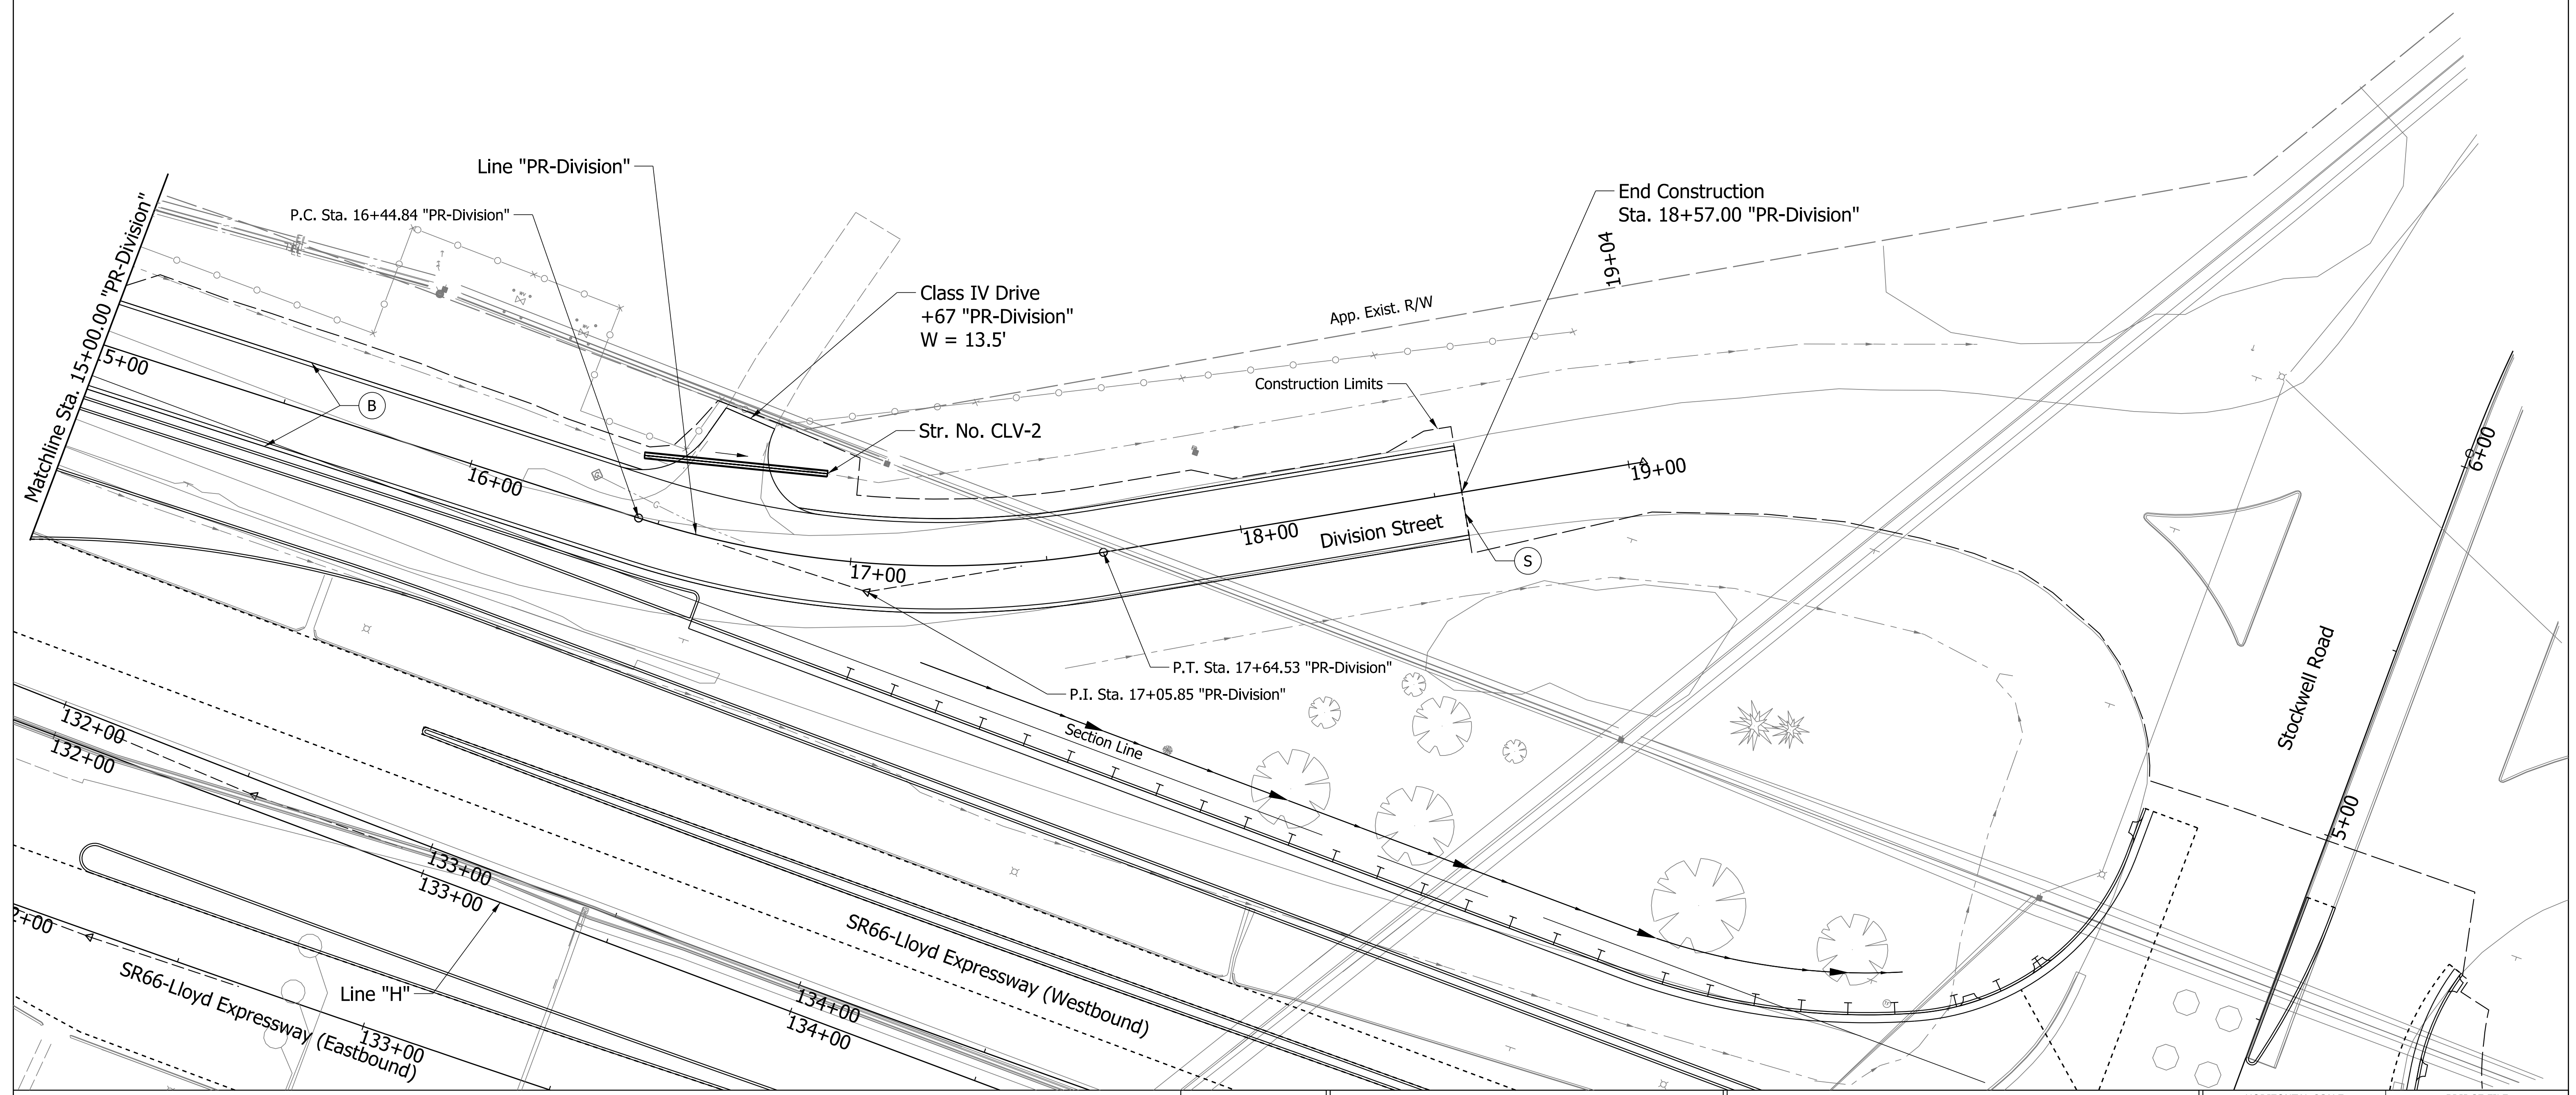 Line "PR-Division"
P.C. Sta. 16+44.84 "PR-Division"
End Construction
Sta. 18+57.00 "PR-Division"
19+04
Matchline Sta. 15+00.00 "PR-Division"
Class IV Drive
+67 "PR-Division"
W = 13.5'
App. Exist. R/W
5+00
B
Construction Limits
Str. No. CLV-2
16+00
19+00
6+00
18+00
Division Street
S
17+00
P.T. Sta. 17+64.53 "PR-Division"
P.I. Sta. 17+05.85 "PR-Division"
Stockwell Road
Section Line
132+00
132+00
5+00
133+00
133+00
SR66-Lloyd Expressway (Westbound)
2+00
Line "H"
SR66-Lloyd Expressway (Eastbound)
134+00
134+00
133+00